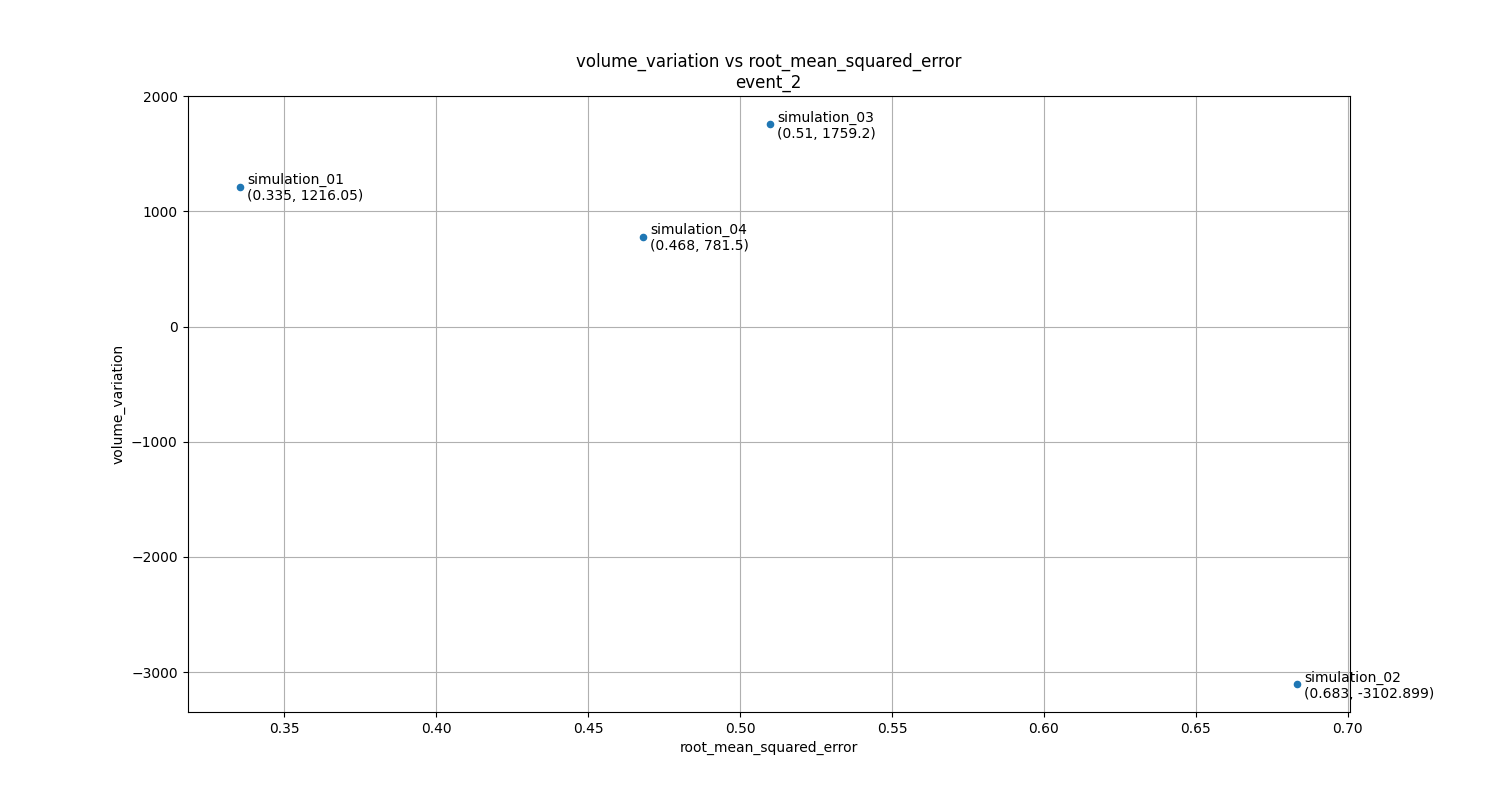 volume_variation vs root_mean_squared_error
event_2
2000
1000
0
−1000
−2000
−3000
volume_variation
simulation_03
(0.51, 1759.2)
simulation_01
(0.335, 1216.05)
simulation_04
(0.468, 781.5)
simulation_02
(0.683, -3102.899)
0.35
0.40
0.45
0.50
0.55
0.60
0.65
0.70
root_mean_squared_error